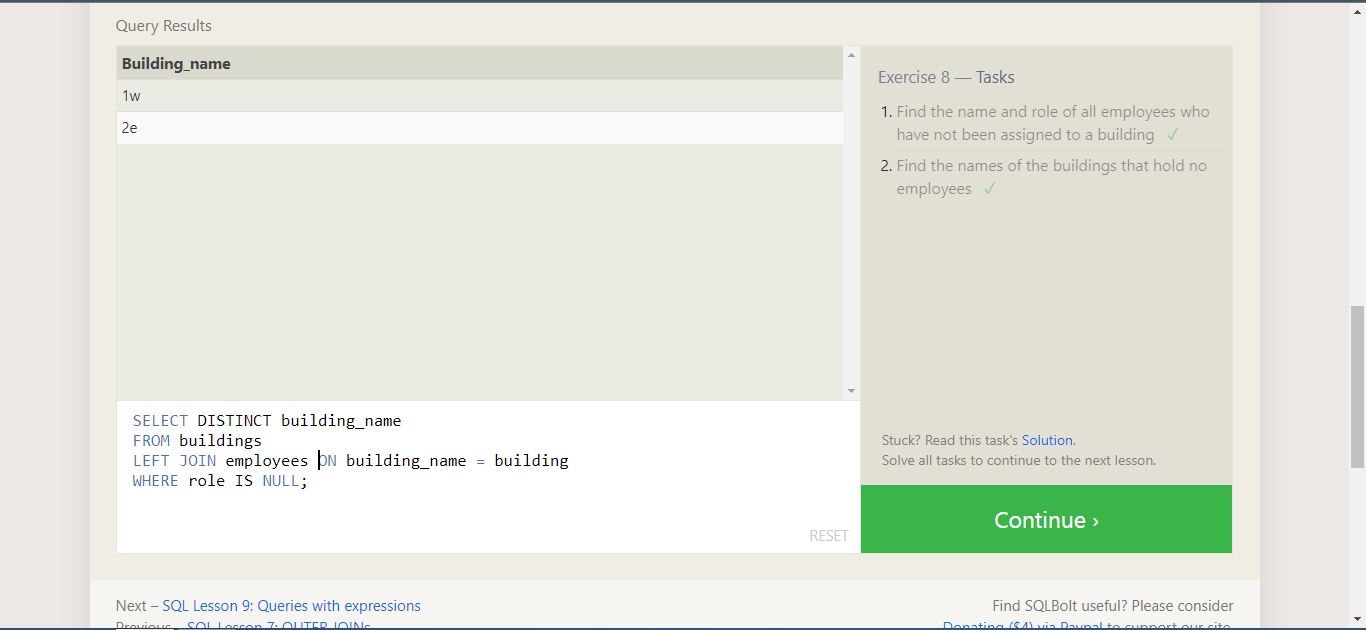 Query Results
Building_name
1w
2e
Exercise 8 — Tasks
1. Find the name and role of all employees who
have not been assigned to a building ✓
2. Find the names of the buildings that hold no
employees ✓
Stuck? Read this task's Solution.
Solve all tasks to continue to the next lesson.
Continue ›
SELECT DISTINCT building_name
FROM buildings
LEFT JOIN employees ON building_name = building
WHERE role IS NULL;
RESET
Next – SQL Lesson 9: Queries with expressions
Previous – SQL Lesson 7: OUTER JOINs
Find SQLBolt useful? Please consider
Donating ($4) via Paypal to support our site.